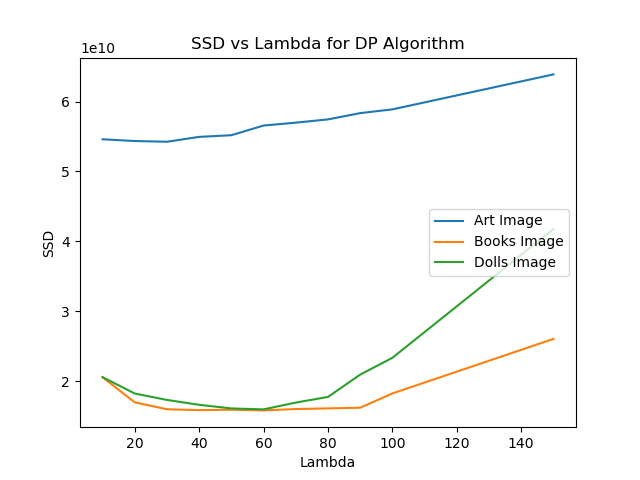 SSD vs Lambda for DP Algorithm
1e10
6
5
4
3
2
SSD
Art Image
Books Image
Dolls Image
20 40 60 80 100 120 140
Lambda